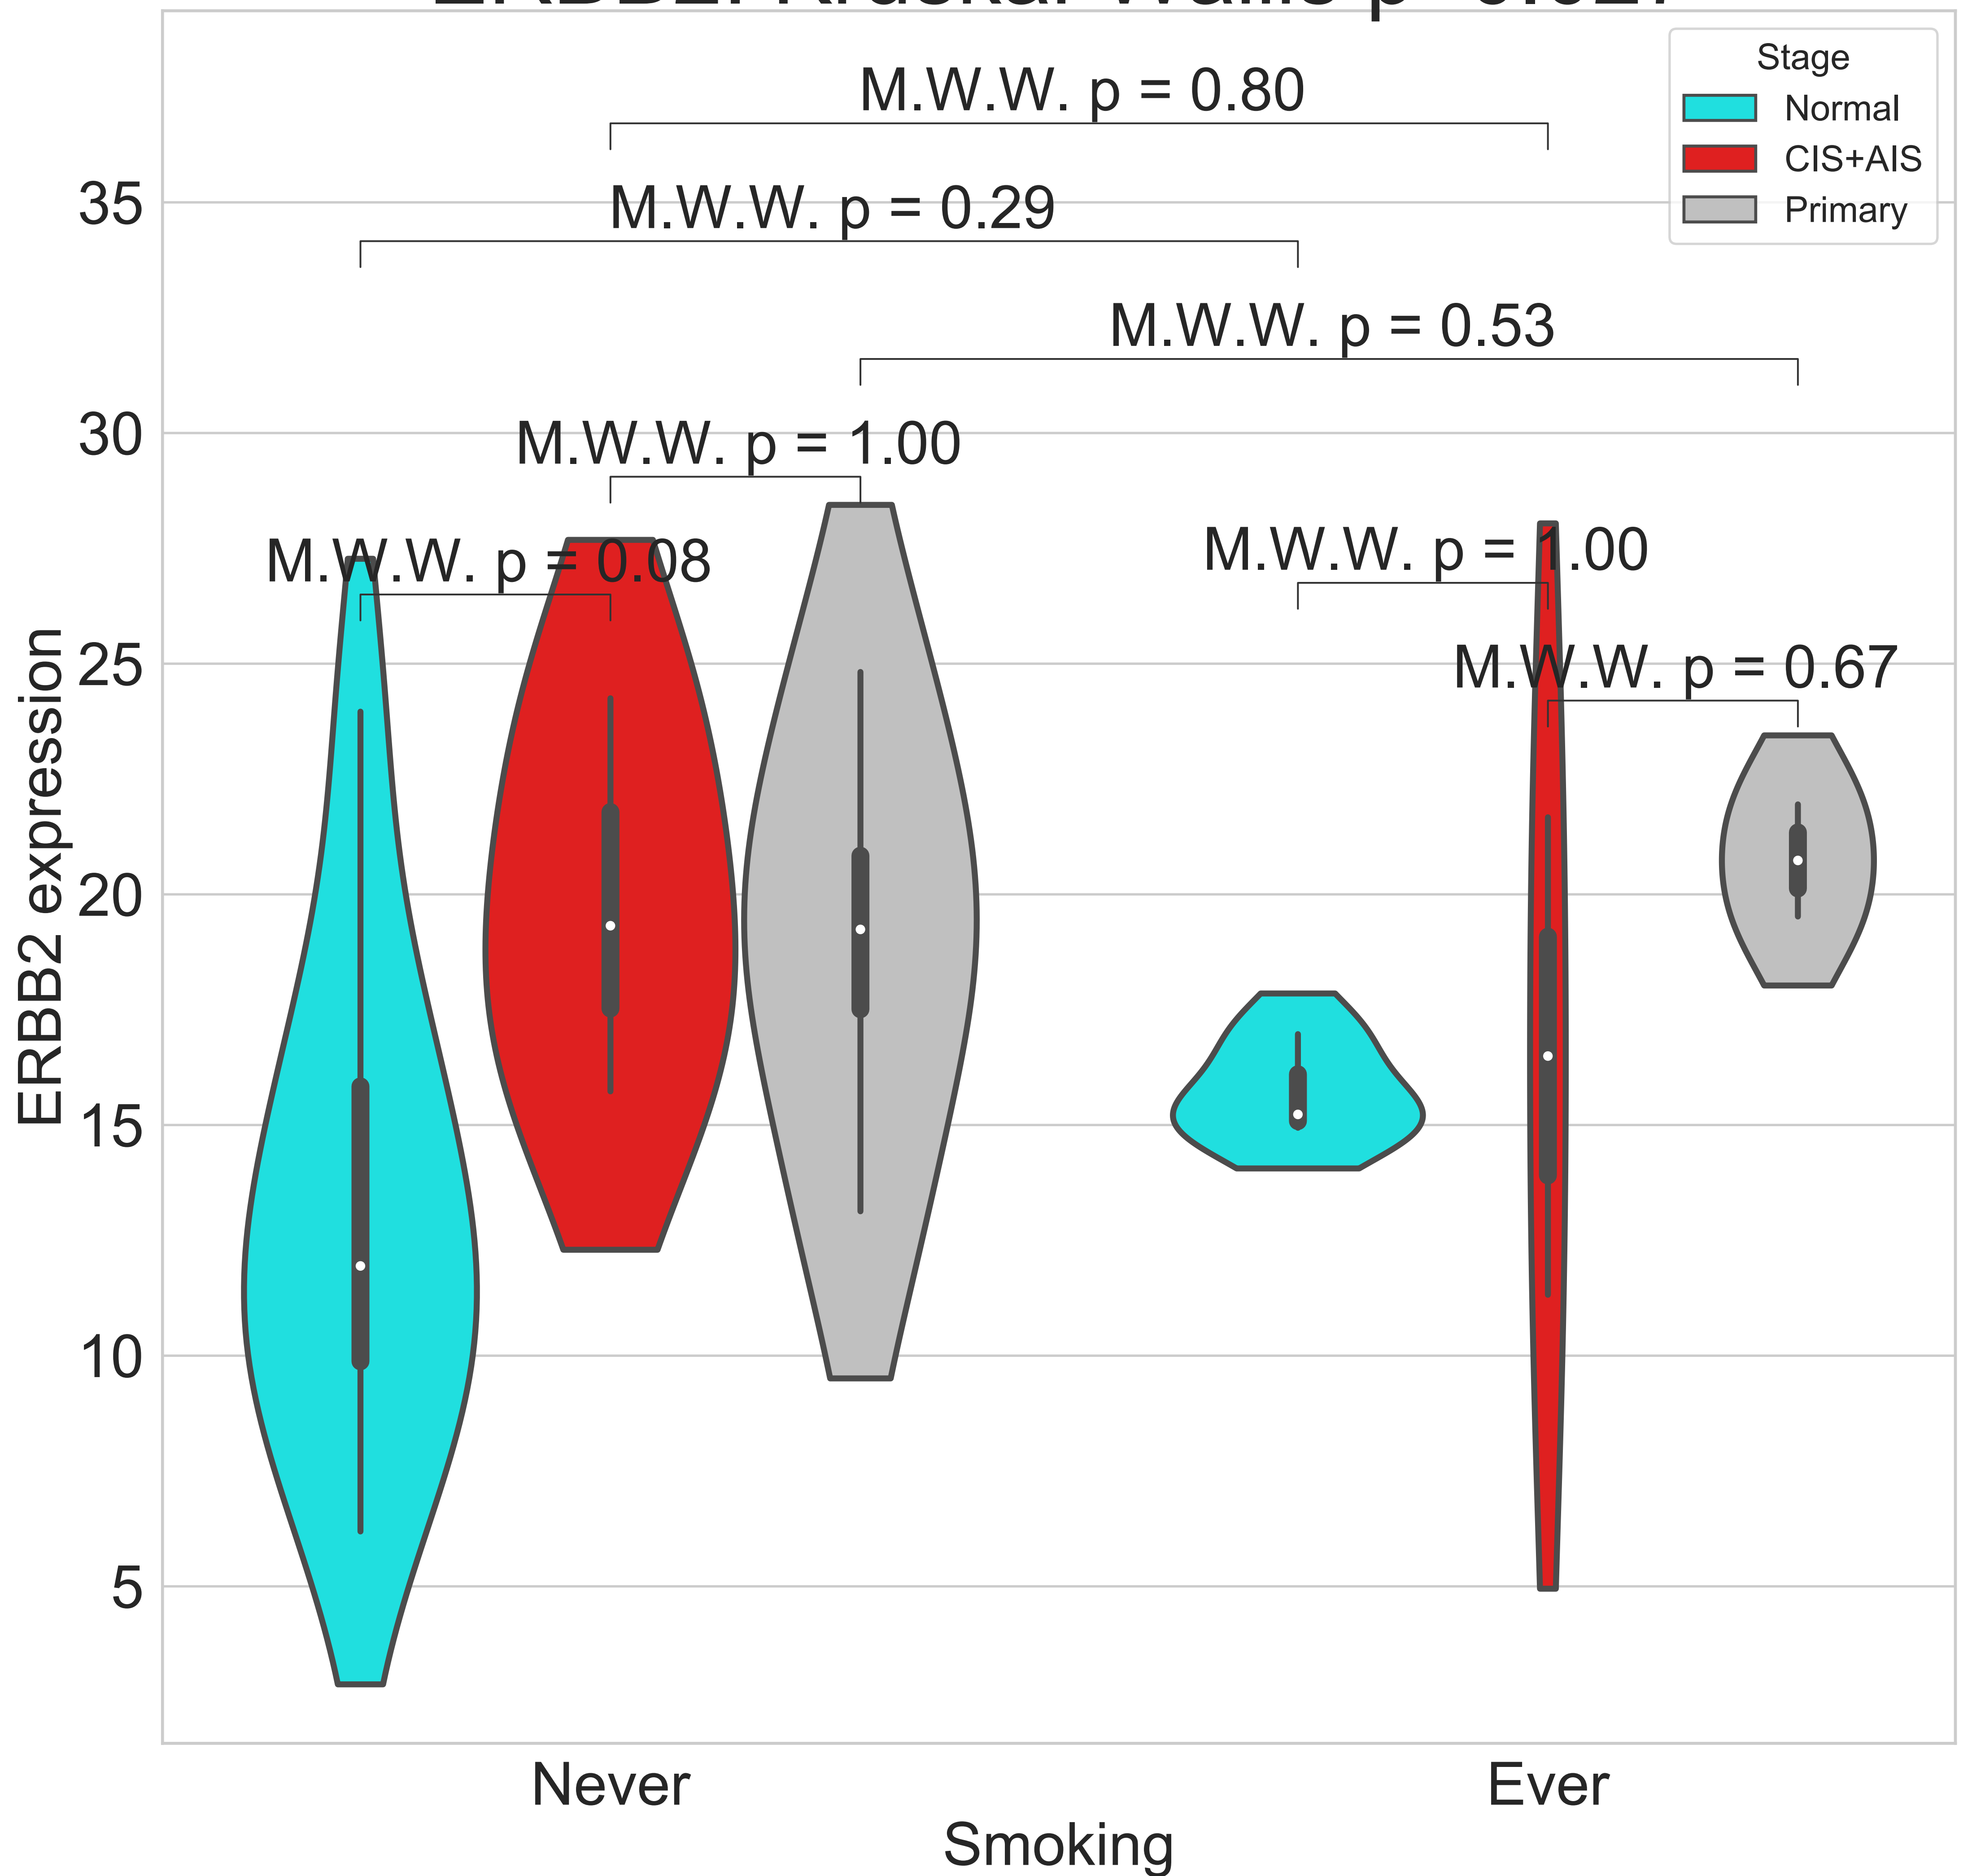 M.W.W. p = 0.80
Stage
Normal
CIS+AIS
Primary
35
M.W.W. p = 0.29
M.W.W. p = 0.53
30
M.W.W. p = 1.00
M.W.W. p = 0.08
M.W.W. p = 1.00
25
M.W.W. p = 0.67
ERBB2 expression
20
15
10
5
Never
Ever
Smoking